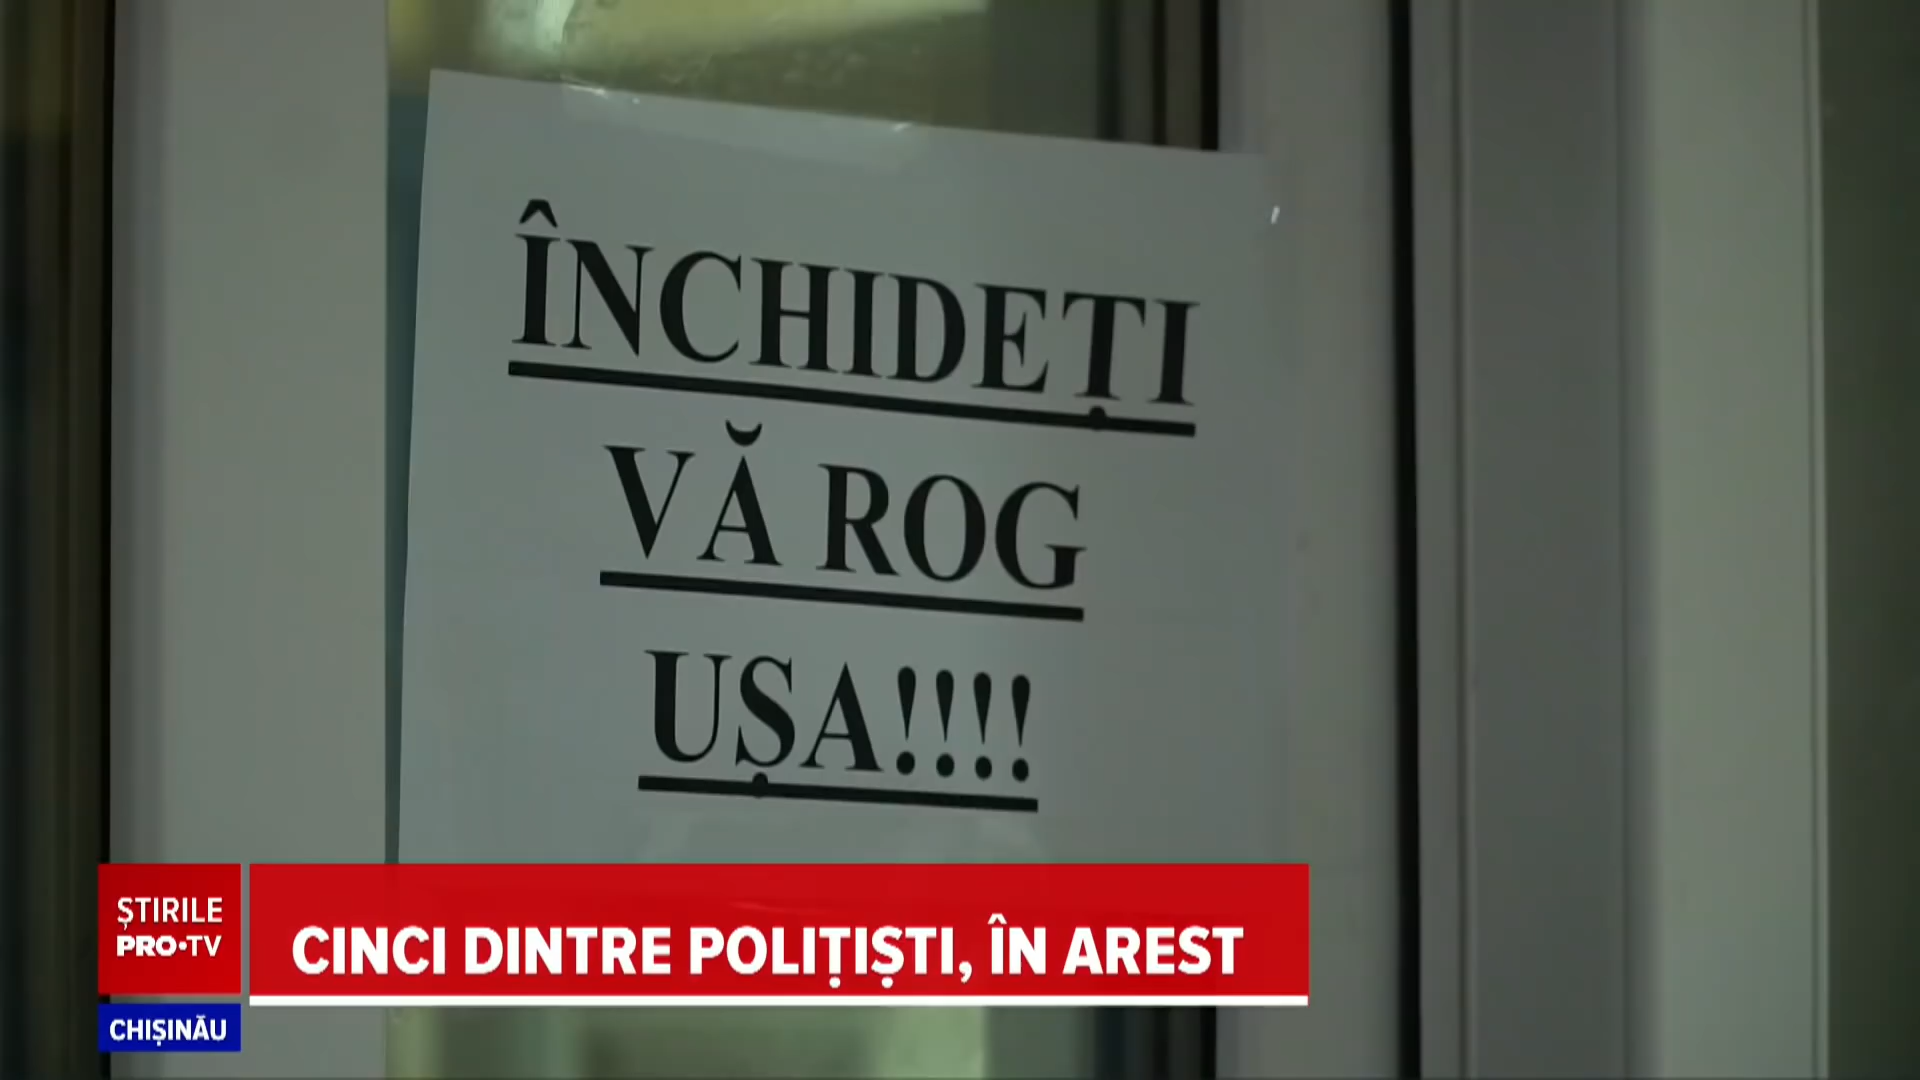 ÎNCHIDEȚI
VĂ ROG
UȘA!!!!
ȘTIRILE
PRO•TV
CINCI DINTRE POLIȚIȘTI, ÎN AREST
CHIȘINĂU